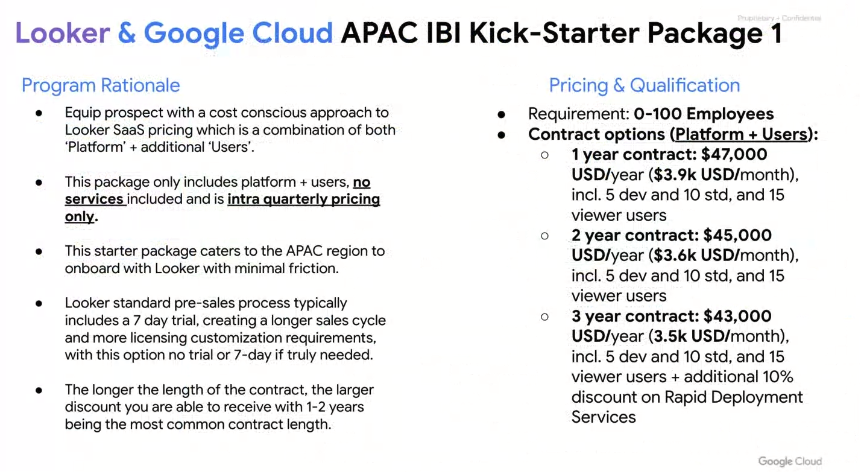 Proprietary + Confidential
Looker & Google Cloud APAC IBI Kick-Starter Package 1
Program Rationale
● Equip prospect with a cost conscious approach to
Looker SaaS pricing which is a combination of both
‘Platform’ + additional ‘Users’.
● This package only includes platform + users, no
services included and is intra quarterly pricing
only.
● This starter package caters to the APAC region to
onboard with Looker with minimal friction.
● Looker standard pre-sales process typically
includes a 7 day trial, creating a longer sales cycle
and more licensing customization requirements,
with this option no trial or 7-day if truly needed.
● The longer the length of the contract, the larger
discount you are able to receive with 1-2 years
being the most common contract length.
Pricing & Qualification
● Requirement: 0-100 Employees
● Contract options (Platform + Users):
○ 1 year contract: $47,000
USD/year ($3.9k USD/month),
incl. 5 dev and 10 std, and 15
viewer users
○ 2 year contract: $45,000
USD/year ($3.6k USD/month),
incl. 5 dev and 10 std, and 15
viewer users
○ 3 year contract: $43,000
USD/year (3.5k USD/month),
incl. 5 dev and 10 std, and 15
viewer users + additional 10%
discount on Rapid Deployment
Services
Google Cloud